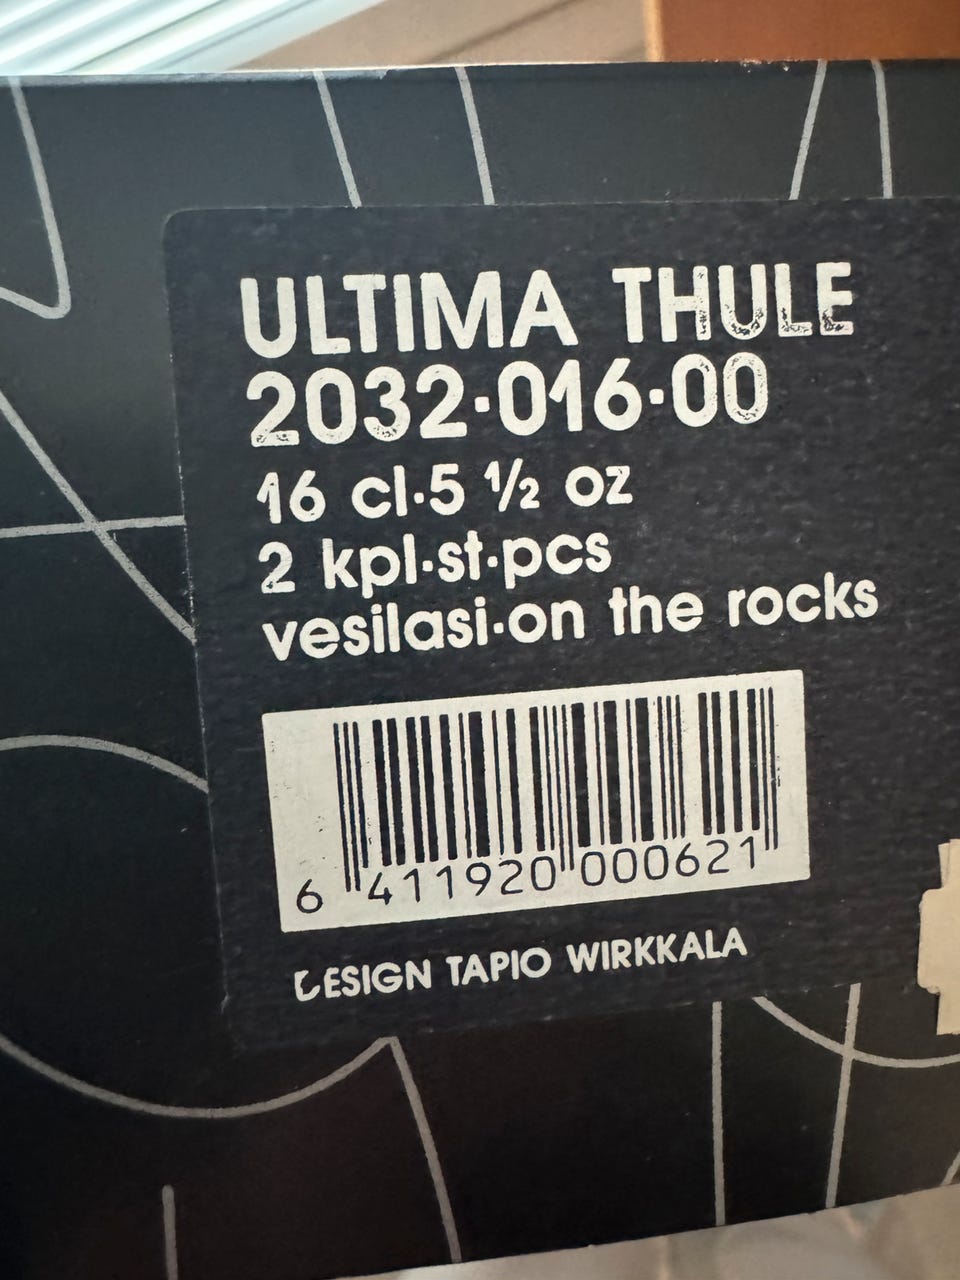 ULTIMA THULE
2032·016·00
16 cl·5 ½ oz
2 kpl·st·pcs
vesilasi·on the rocks
6 411920 000621
DESIGN TAPIO WIRKKALA